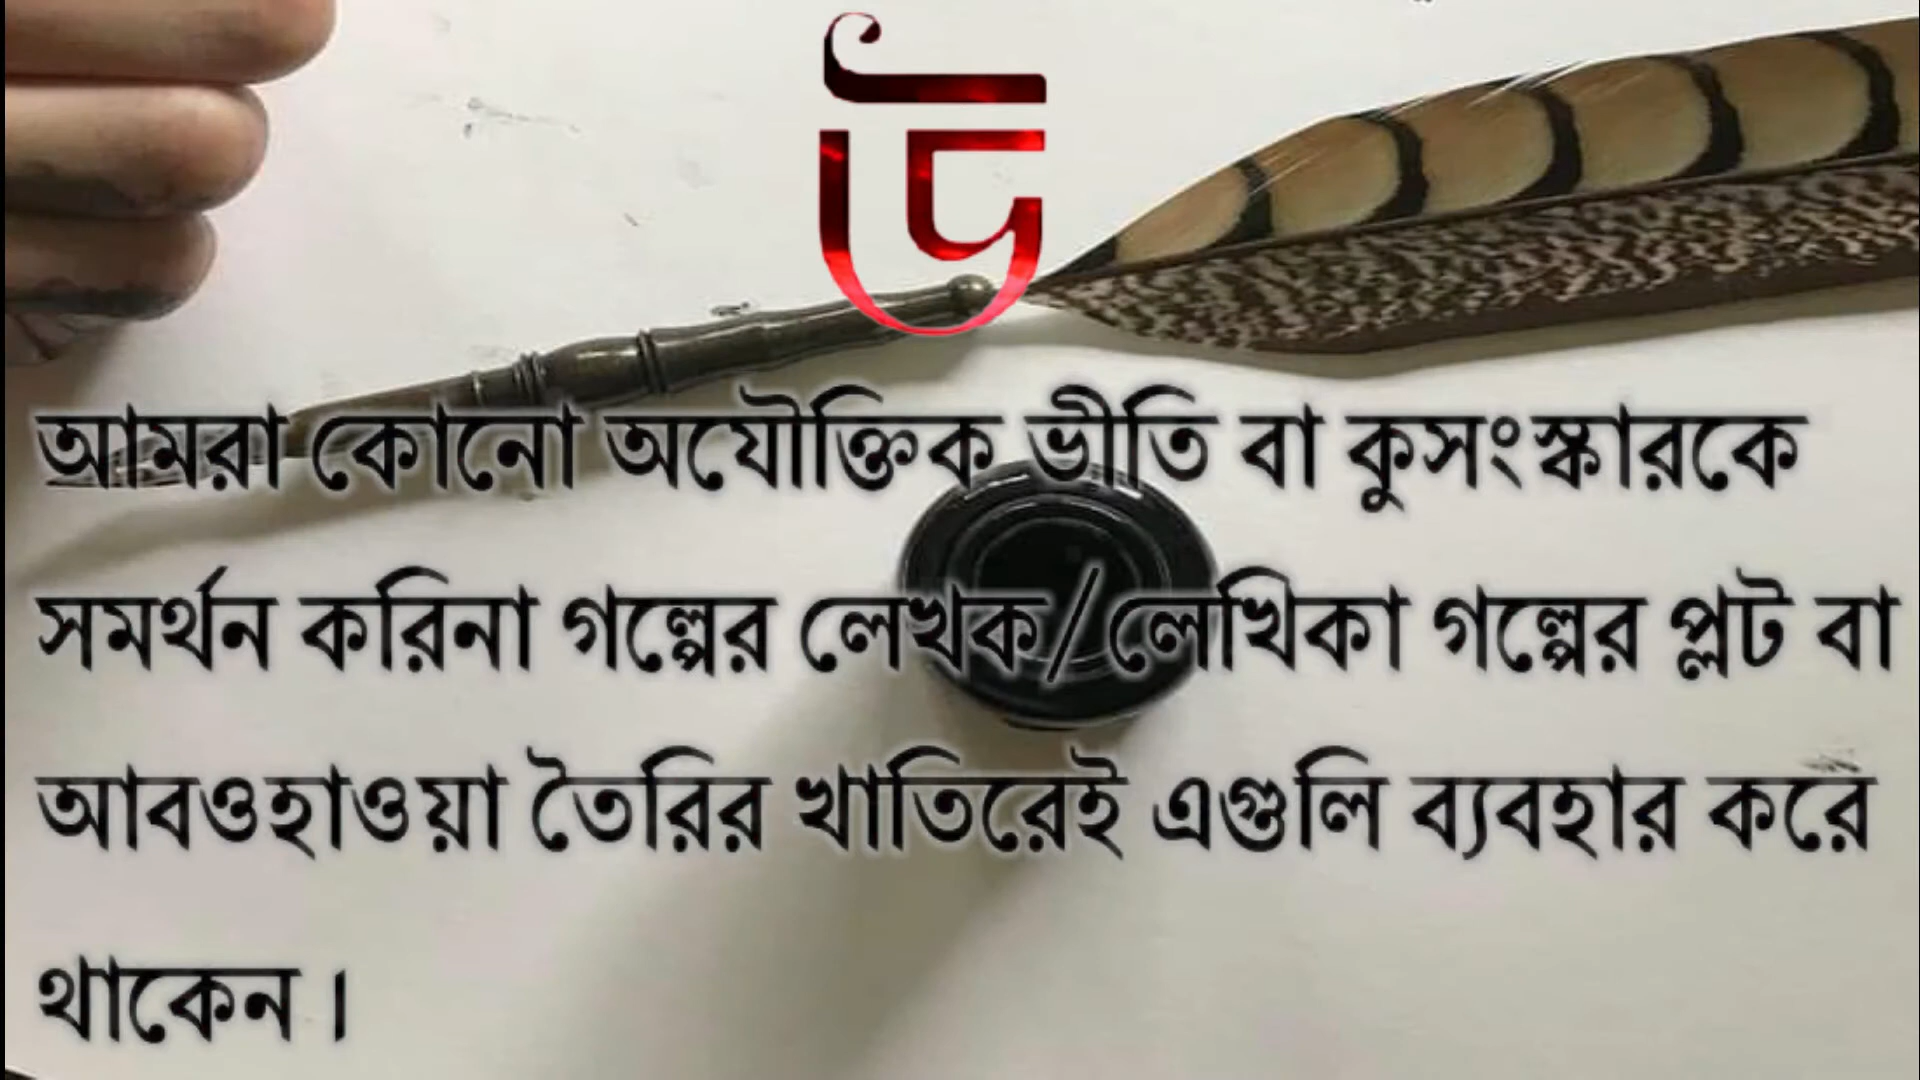 আমরা কোনো অযৌক্তিক ভীতি বা কুসংস্কারকে
সমর্থন করিনা গল্পের লেখক/লেখিকা গল্পের প্লট বা
আবওহাওয়া তৈরির খাতিরেই এগুলি ব্যবহার করে
থাকেন।